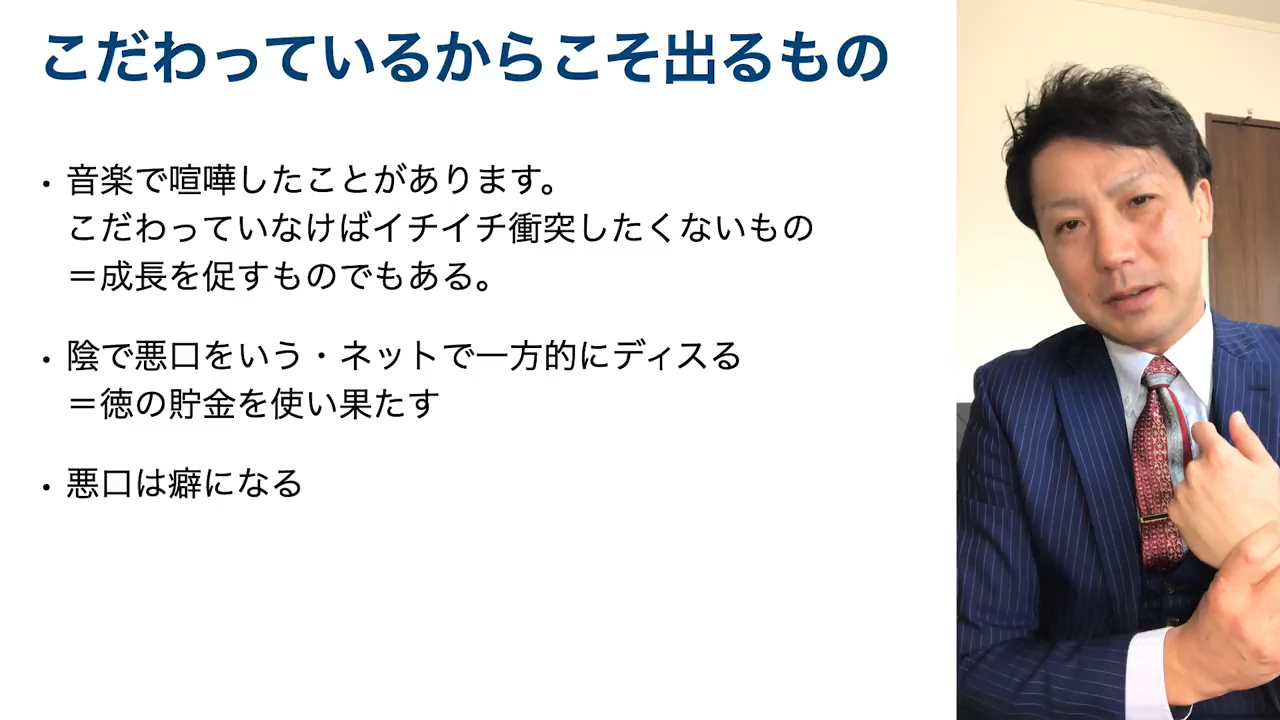 こだわっているからこそ出るもの
・音楽で喧嘩したことがあります。
こだわっていなけばイチイチ衝突したくないもの
＝成長を促すものでもある。
・陰で悪口をいう・ネットで一方的にディスる
＝徳の貯金を使い果たす
・悪口は癖になる